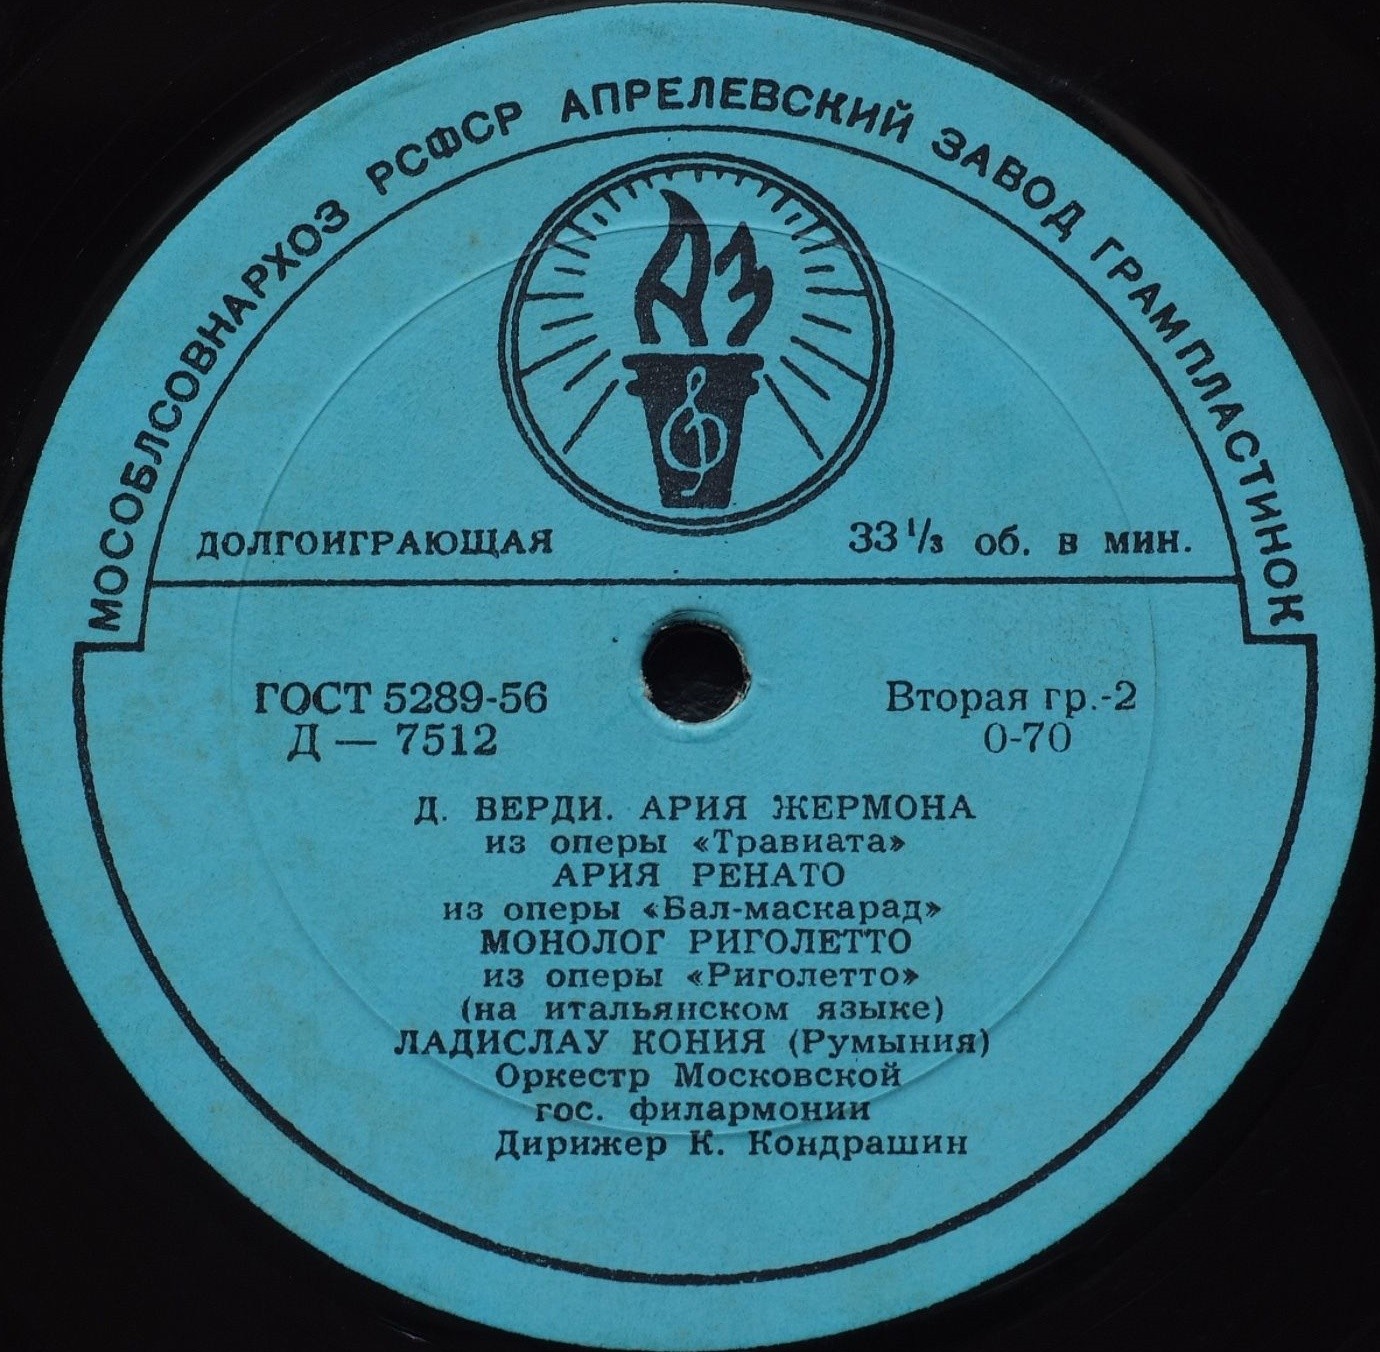 МОСОБЛСОВНАРХОЗ РСФСР АПРЕЛЕВСКИЙ ЗАВОД ГРАМПЛАСТИНОК
АЗ
ДОЛГОИГРАЮЩАЯ 33 1/3 об. в мин.
ГОСТ 5289-56 Вторая гр.-2
Д — 7512 0-70
Д. ВЕРДИ. АРИЯ ЖЕРМОНА
из оперы «Травиата»
АРИЯ РЕНАТО
из оперы «Бал-маскарад»
МОНОЛОГ РИГОЛЕТТО
из оперы «Риголетто»
(на итальянском языке)
ЛАДИСЛАУ КОНИЯ (Румыния)
Оркестр Московской
гос. филармонии
Дирижер К. Кондрашин